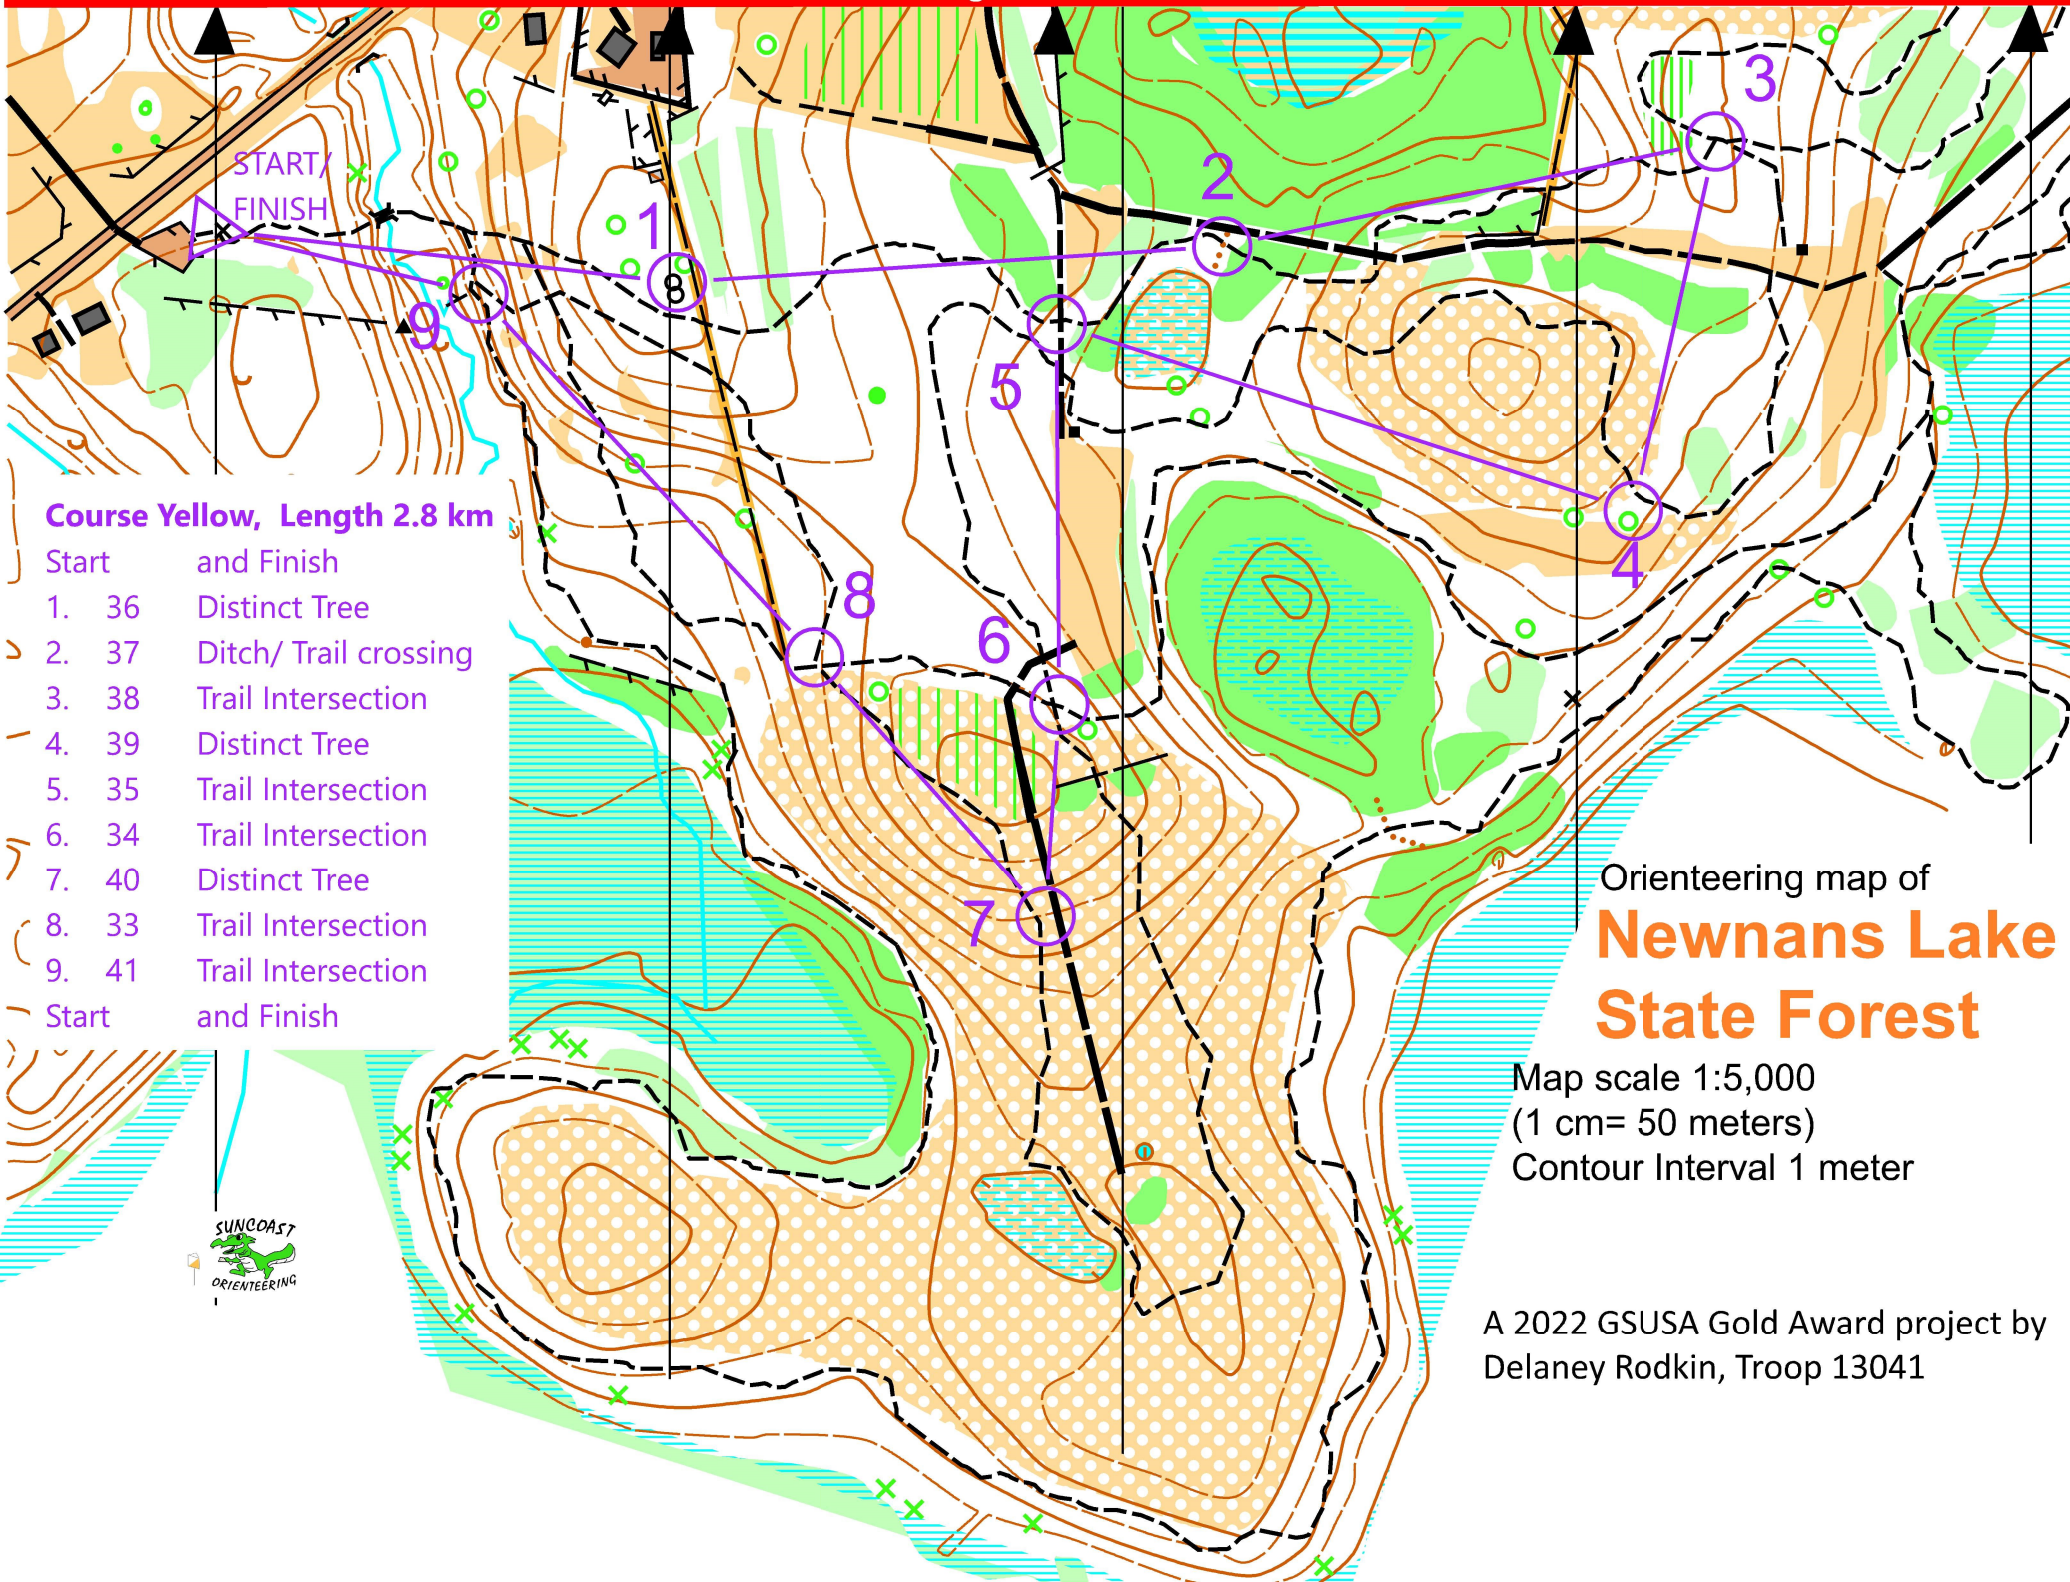 START/
FINISH
1
2
3
4
5
6
7
8
9
Course Yellow, Length 2.8 km
Start and Finish
1. 36 Distinct Tree
2. 37 Ditch/ Trail crossing
3. 38 Trail Intersection
4. 39 Distinct Tree
5. 35 Trail Intersection
6. 34 Trail Intersection
7. 40 Distinct Tree
8. 33 Trail Intersection
9. 41 Trail Intersection
Start and Finish
Orienteering map of
Newnans Lake
State Forest
Map scale 1:5,000
(1 cm= 50 meters)
Contour Interval 1 meter
SUNCOAST
ORIENTEERING
A 2022 GSUSA Gold Award project by
Delaney Rodkin, Troop 13041